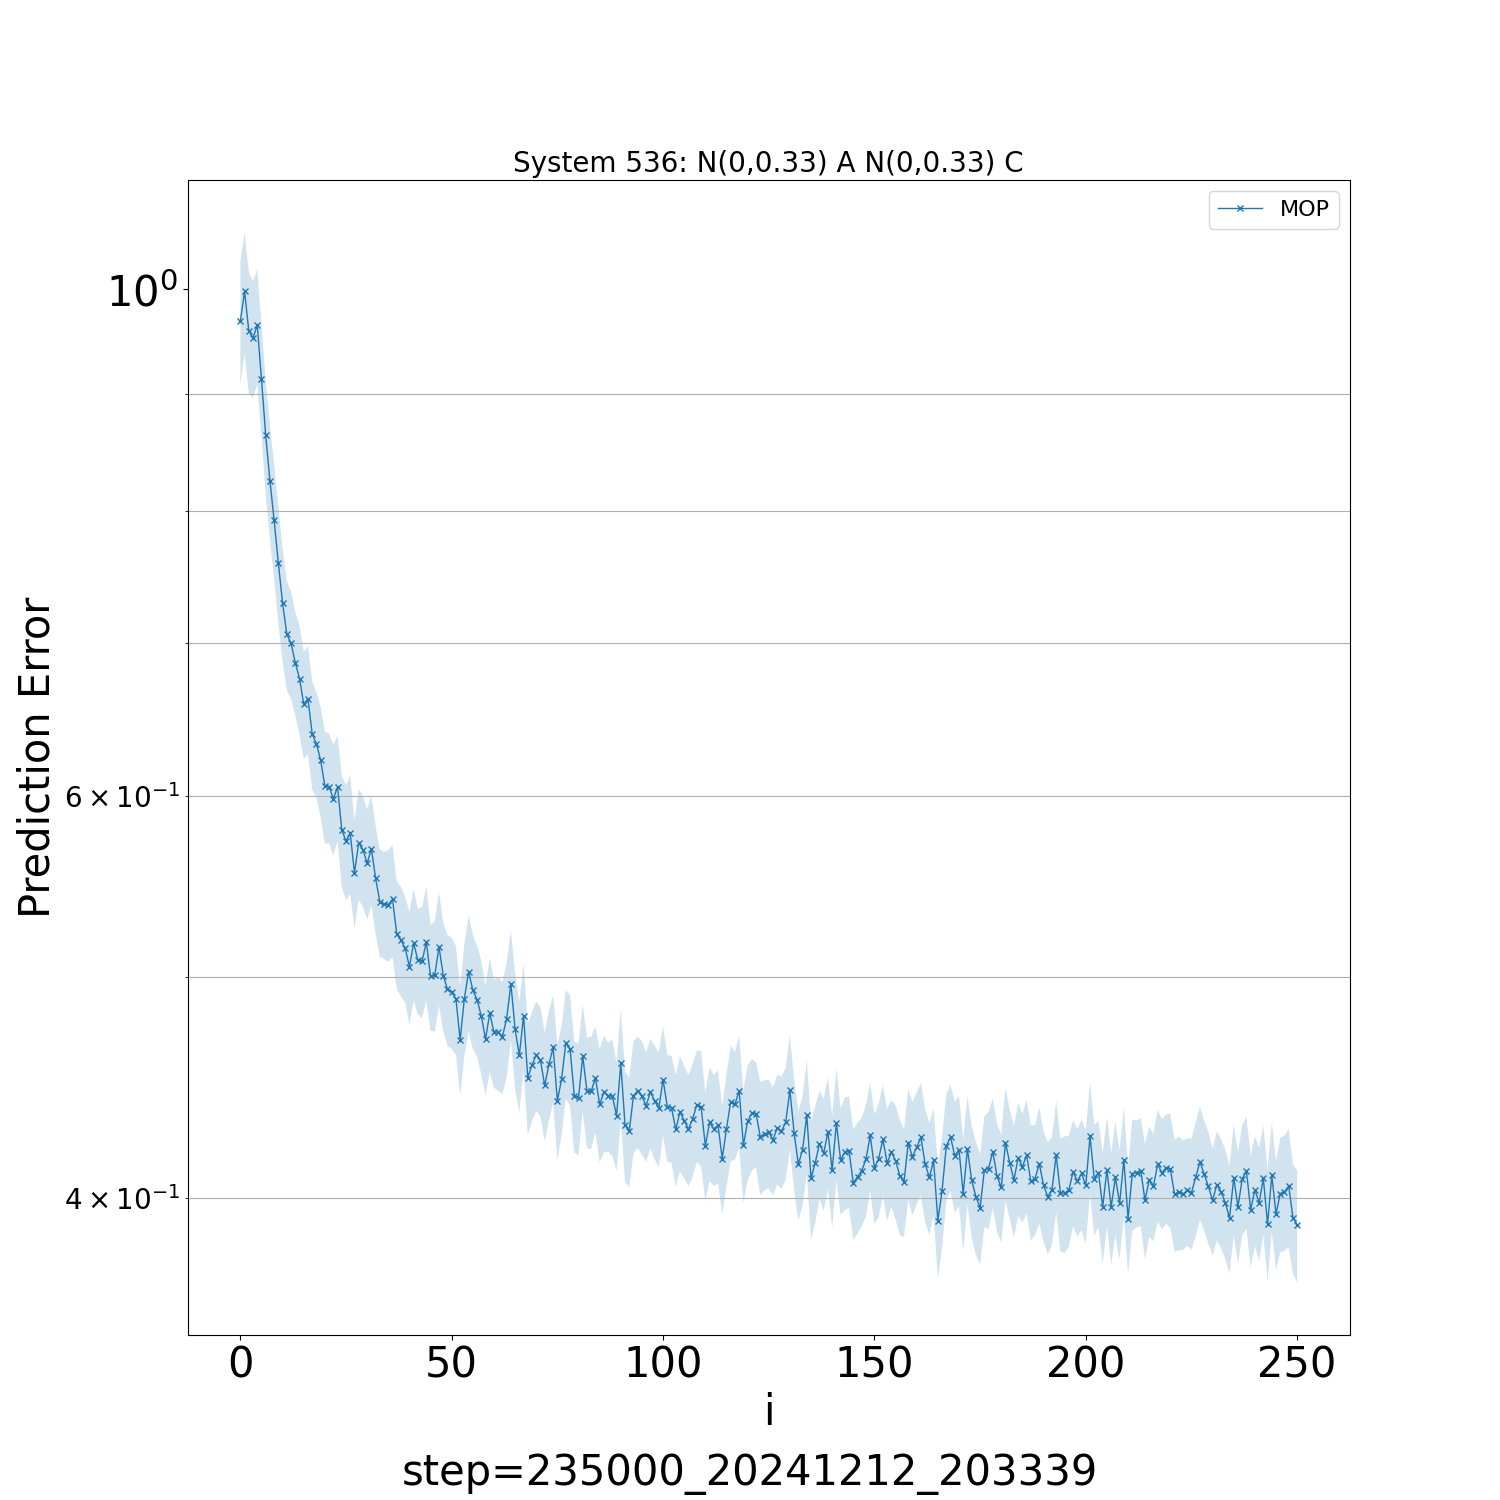 System 536: N(0,0.33) A N(0,0.33) C
MOP
Prediction Error
10⁰
6 × 10⁻¹
4 × 10⁻¹
0 50 100 150 200 250
i
step=235000_20241212_203339